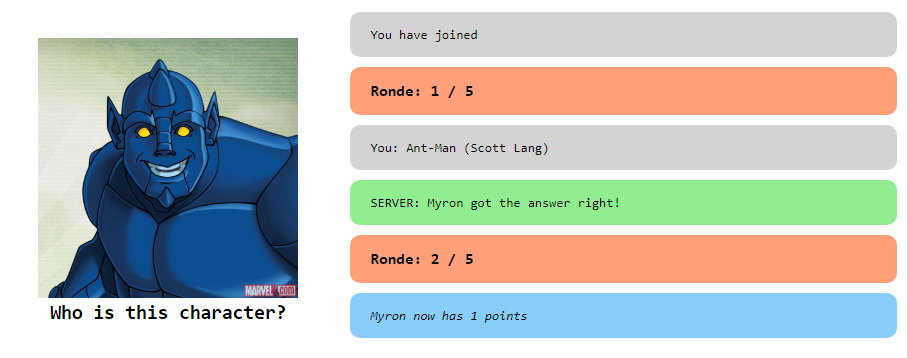 MARVEL.COM
Who is this character?
You have joined
Ronde: 1 / 5
You: Ant-Man (Scott Lang)
SERVER: Myron got the answer right!
Ronde: 2 / 5
Myron now has 1 points